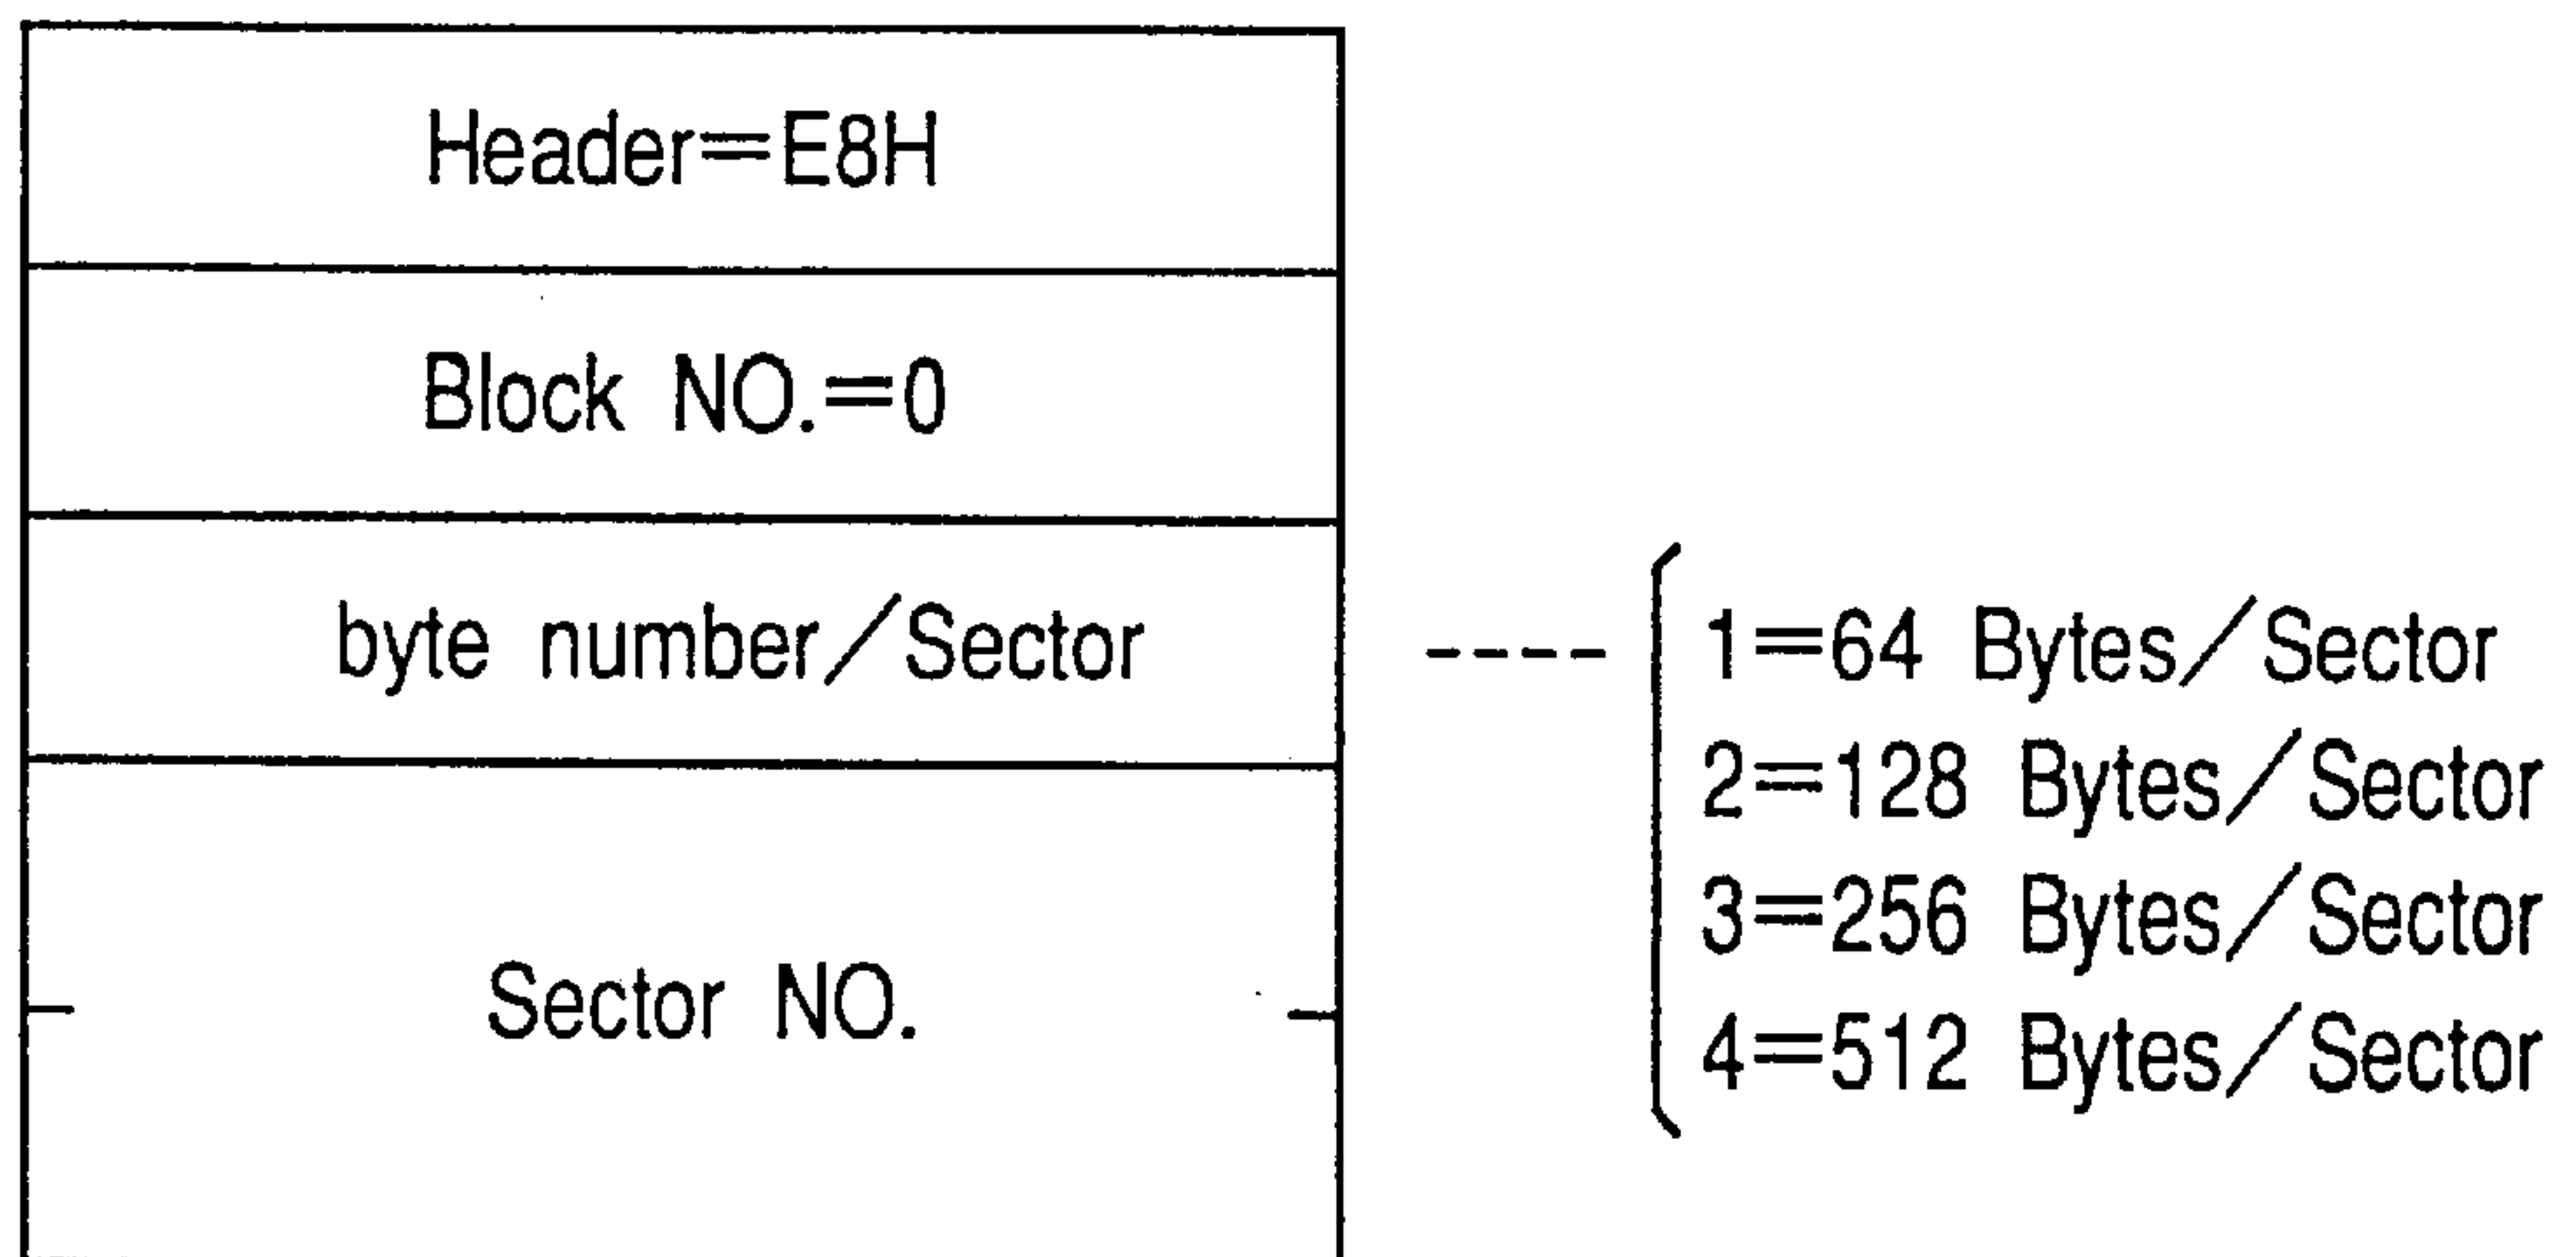 Header=E8H
Block NO.=0
byte number/Sector
Sector NO.
1=64 Bytes/Sector
2=128 Bytes/Sector
3=256 Bytes/Sector
4=512 Bytes/Sector